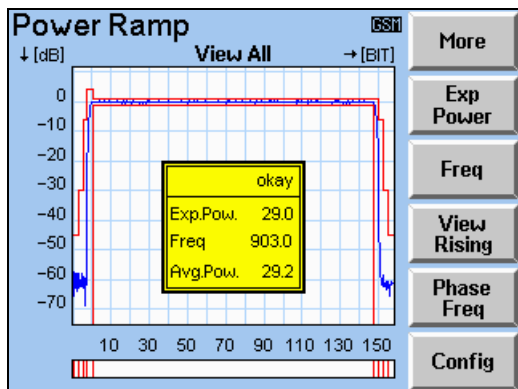 Power Ramp
GSM
↓ [dB]
View All
→ [BIT]
0
-10
-20
-30
-40
-50
-60
-70
okay
Exp.Pow. 29.0
Freq 903.0
Avg.Pow. 29.2
10 30 50 70 90 110 130 150
More
Exp
Power
Freq
View
Rising
Phase
Freq
Config